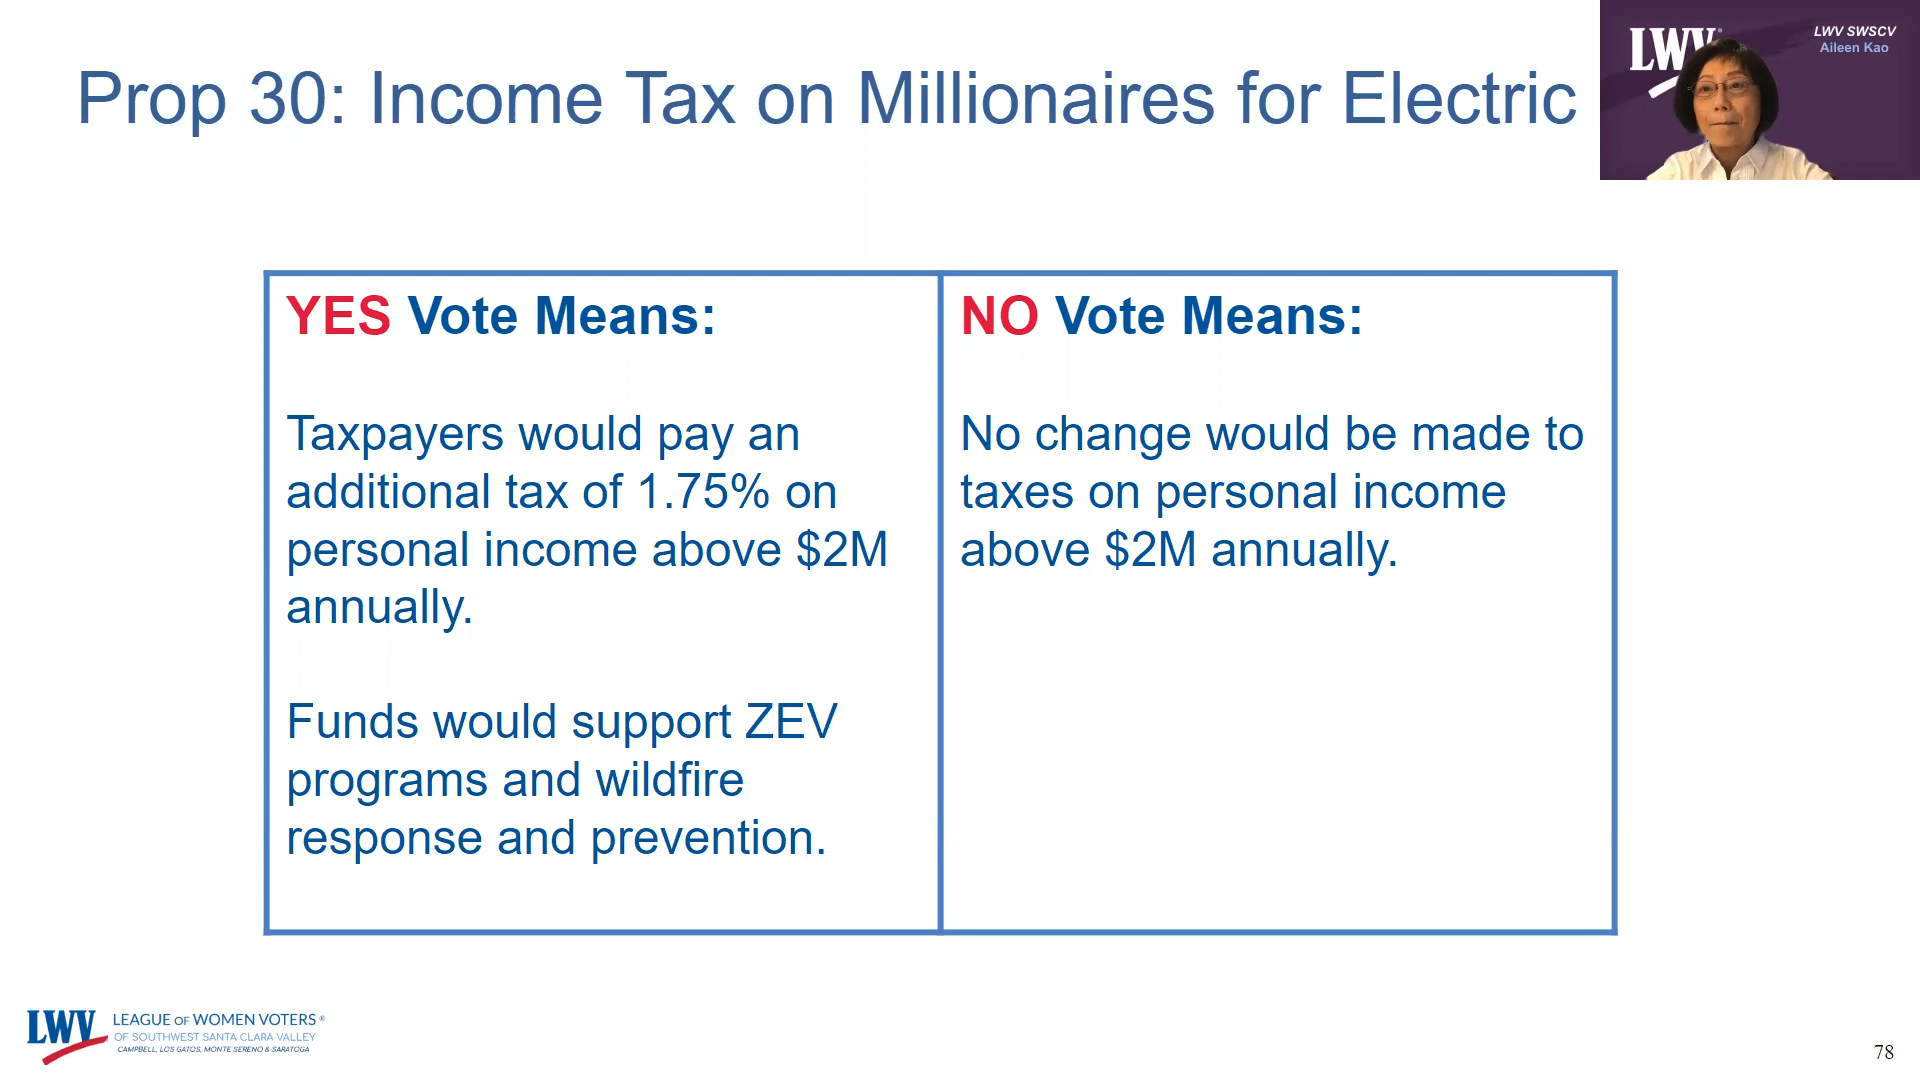 Prop 30: Income Tax on Millionaires for Electric
LWV
LWV SWSCV
Aileen Kao
YES Vote Means:
Taxpayers would pay an
additional tax of 1.75% on
personal income above $2M
annually.
Funds would support ZEV
programs and wildfire
response and prevention.
NO Vote Means:
No change would be made to
taxes on personal income
above $2M annually.
LWV
LEAGUE OF WOMEN VOTERS®
OF SOUTHWEST SANTA CLARA VALLEY
CAMPBELL, LOS GATOS, MONTE SERENO & SARATOGA
78